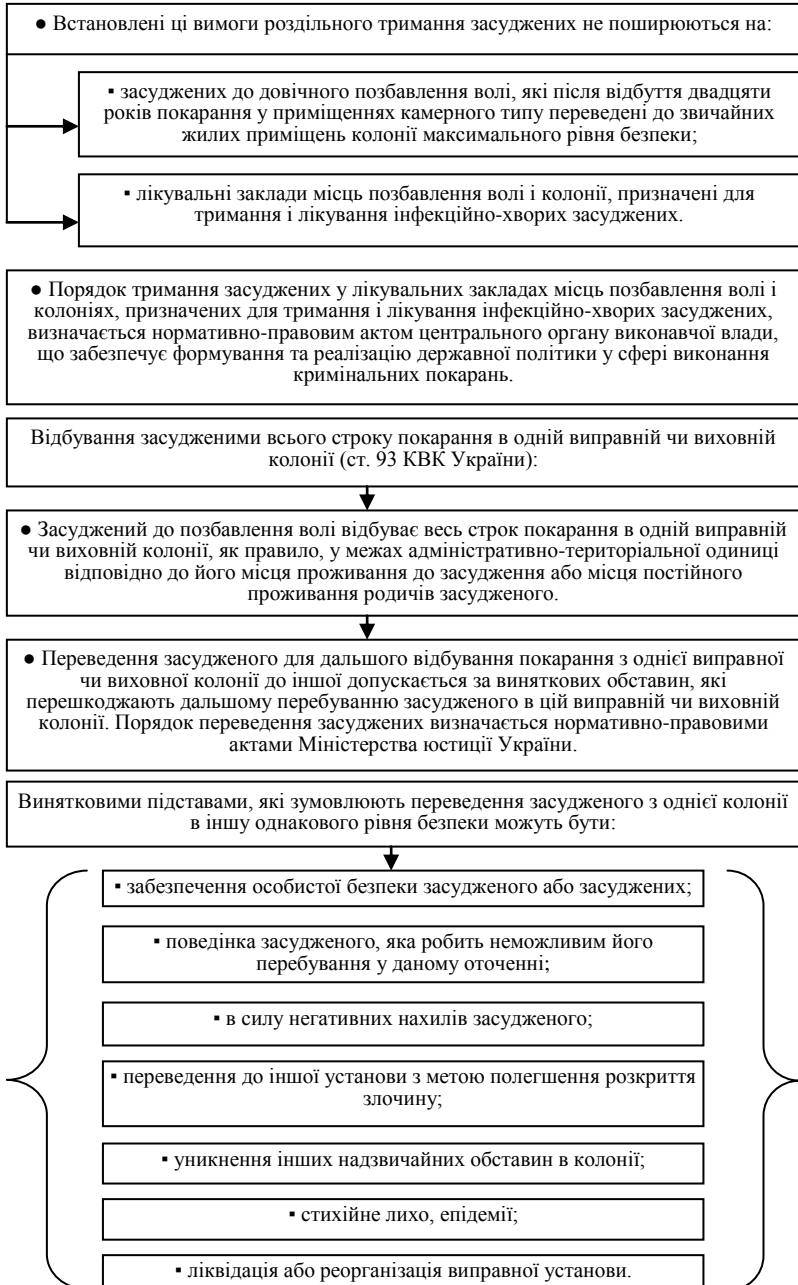 ● Встановлені ці вимоги роздільного тримання засуджених не поширюються на:
▪ засуджених до довічного позбавлення волі, які після відбуття двадцяти
років покарання у приміщеннях камерного типу переведені до звичайних
жилих приміщень колонії максимального рівня безпеки;
▪ лікувальні заклади місць позбавлення волі і колонії, призначені для
тримання і лікування інфекційно-хворих засуджених.
● Порядок тримання засуджених у лікувальних закладах місць позбавлення волі і
колоніях, призначених для тримання і лікування інфекційно-хворих засуджених,
визначається нормативно-правовим актом центрального органу виконавчої влади,
що забезпечує формування та реалізацію державної політики у сфері виконання
кримінальних покарань.
Відбування засудженими всього строку покарання в одній виправній чи виховній
колонії (ст. 93 КВК України):
● Засуджений до позбавлення волі відбуває весь строк покарання в одній виправній
чи виховній колонії, як правило, у межах адміністративно-територіальної одиниці
відповідно до його місця проживання до засудження або місця постійного
проживання родичів засудженого.
● Переведення засудженого для дальшого відбування покарання з однієї виправної
чи виховної колонії до іншої допускається за виняткових обставин, які
перешкоджають дальшому перебуванню засудженого в цій виправній чи виховній
колонії. Порядок переведення засуджених визначається нормативно-правовими
актами Міністерства юстиції України.
Винятковими підставами, які зумовлюють переведення засудженого з однієї колонії
в іншу однакового рівня безпеки можуть бути:
▪ забезпечення особистої безпеки засудженого або засуджених;
▪ поведінка засудженого, яка робить неможливим його
перебування у даному оточенні;
▪ в силу негативних нахилів засудженого;
▪ переведення до іншої установи з метою полегшення розкриття
злочину;
▪ уникнення інших надзвичайних обставин в колонії;
▪ стихійне лихо, епідемії;
▪ ліквідація або реорганізація виправної установи.